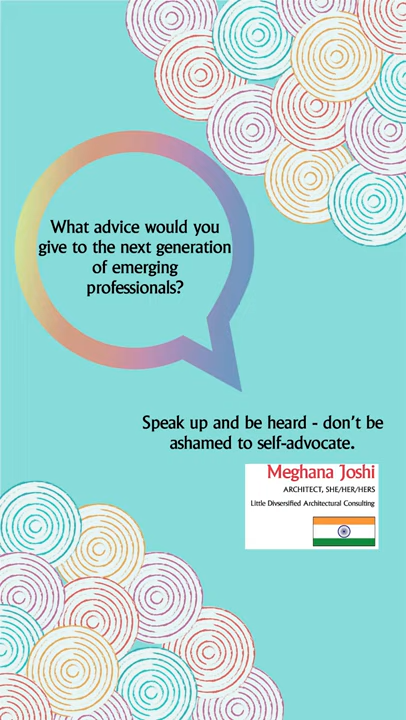 What advice would you
give to the next generation
of emerging
professionals?
Speak up and be heard - don't be
ashamed to self-advocate.
Meghana Joshi
ARCHITECT, SHE/HER/HERS
Little Divsersified Architectural Consulting